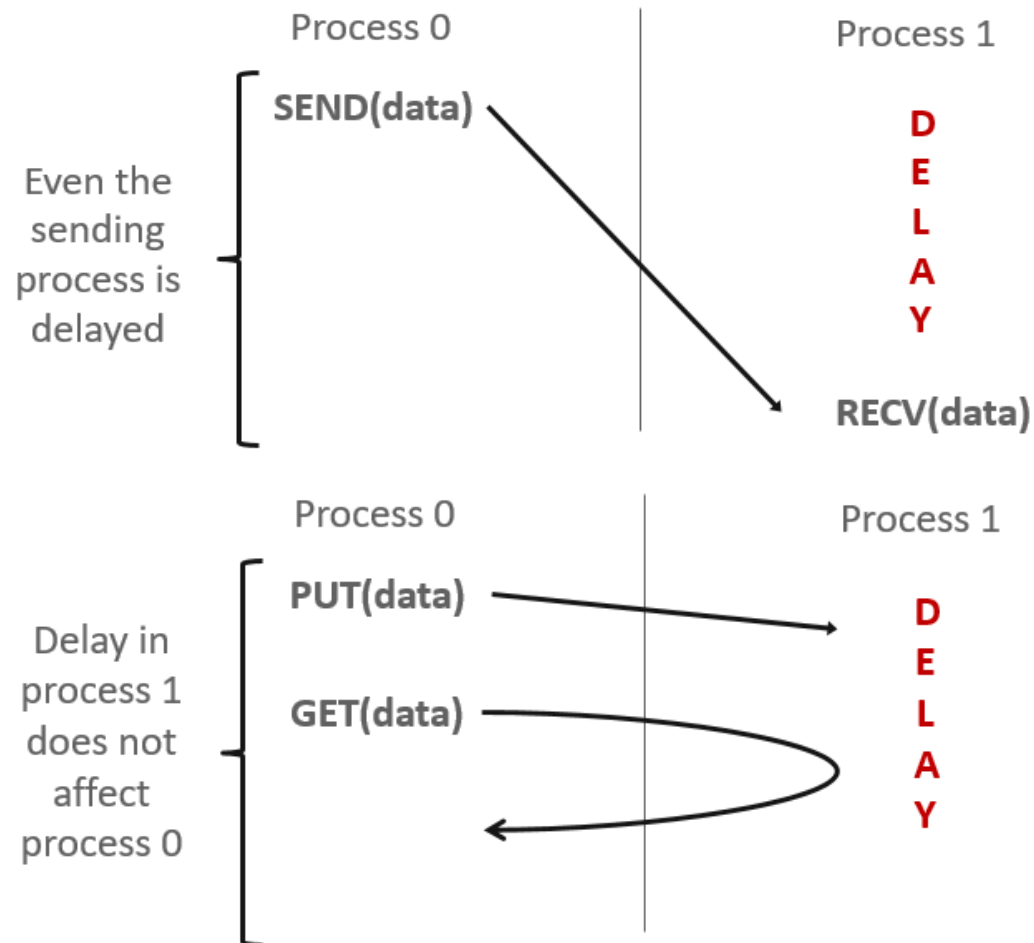 Process 0
Process 1
SEND(data)
D
E
L
A
Y
Even the
sending
process is
delayed
RECV(data)
Process 0
Process 1
PUT(data)
D
E
L
A
Y
Delay in
process 1
does not
affect
process 0
GET(data)